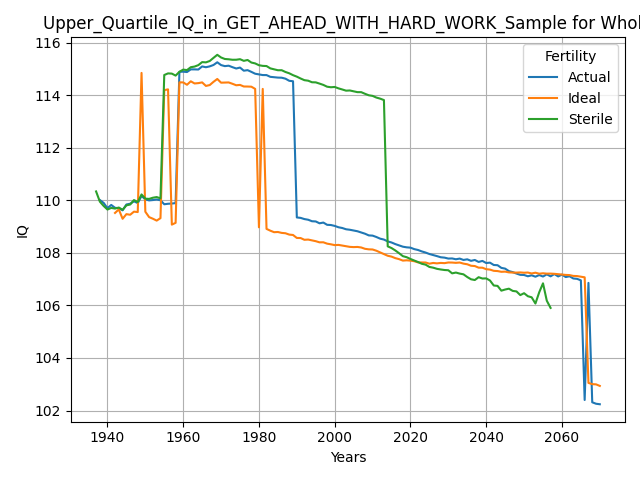 Upper_Quartile_IQ_in_GET_AHEAD_WITH_HARD_WORK_Sample for Whol
116
114
112
110
108
106
104
102
IQ
Fertility
Actual
Ideal
Sterile
1940
1960
1980
2000
2020
2040
2060
Years